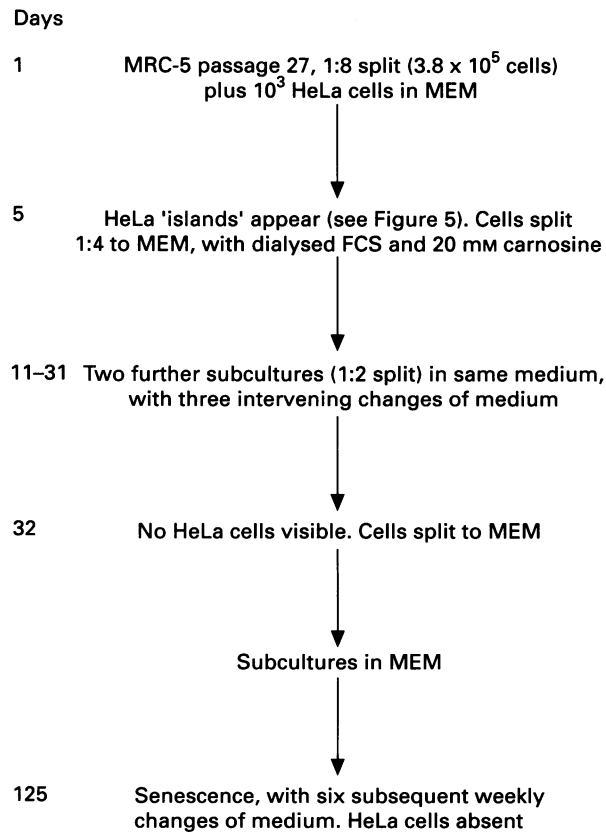 Days
1 MRC-5 passage 27, 1:8 split (3.8 x 10⁵ cells)
plus 10³ HeLa cells in MEM
5 HeLa 'islands' appear (see Figure 5). Cells split
1:4 to MEM, with dialysed FCS and 20 mM carnosine
11–31 Two further subcultures (1:2 split) in same medium,
with three intervening changes of medium
32 No HeLa cells visible. Cells split to MEM
Subcultures in MEM
125 Senescence, with six subsequent weekly
changes of medium. HeLa cells absent